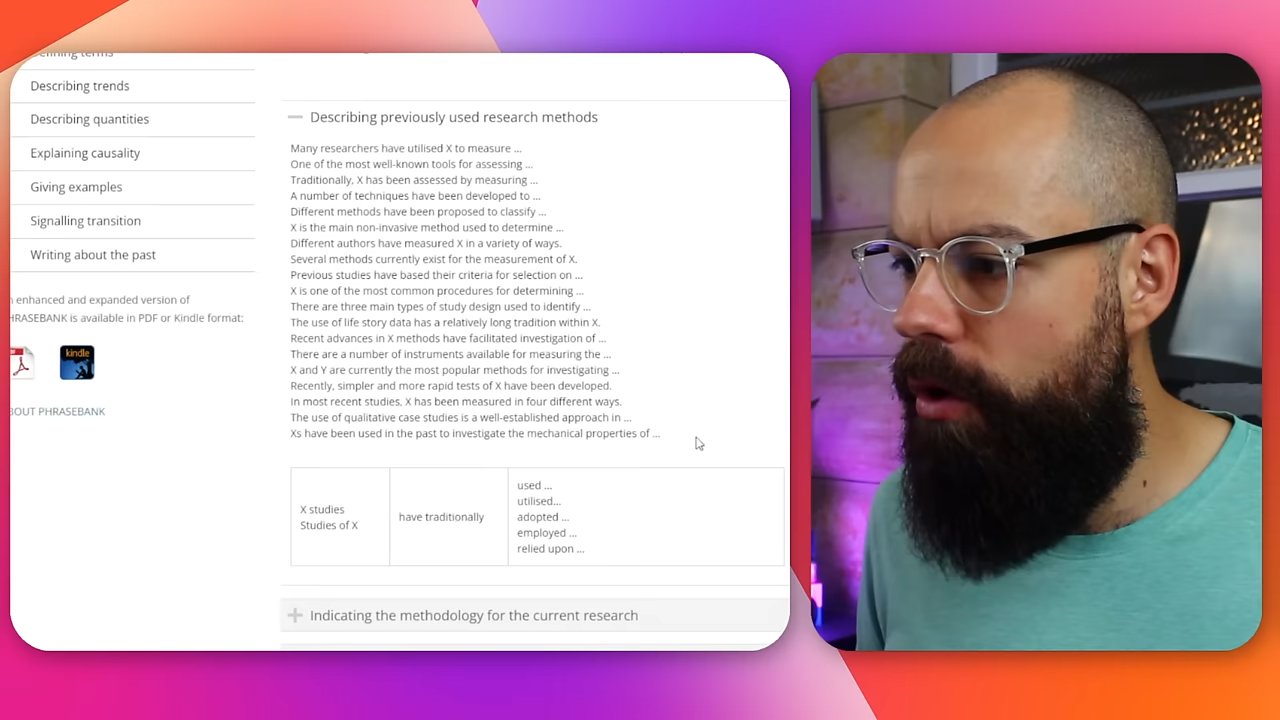 Defining terms
Describing trends
Describing quantities
Explaining causality
Giving examples
Signalling transition
Writing about the past
n enhanced and expanded version of
HRASEBANK is available in PDF or Kindle format:
kindle
BOUT PHRASEBANK
Describing previously used research methods
Many researchers have utilised X to measure ...
One of the most well-known tools for assessing ...
Traditionally, X has been assessed by measuring ...
A number of techniques have been developed to ...
Different methods have been proposed to classify ...
X is the main non-invasive method used to determine ...
Different authors have measured X in a variety of ways.
Several methods currently exist for the measurement of X.
Previous studies have based their criteria for selection on ...
X is one of the most common procedures for determining ...
There are three main types of study design used to identify ...
The use of life story data has a relatively long tradition within X.
Recent advances in X methods have facilitated investigation of ...
There are a number of instruments available for measuring the ...
X and Y are currently the most popular methods for investigating ...
Recently, simpler and more rapid tests of X have been developed.
In most recent studies, X has been measured in four different ways.
The use of qualitative case studies is a well-established approach in ...
Xs have been used in the past to investigate the mechanical properties of ...
X studies
Studies of X
have traditionally
used ...
utilised...
adopted ...
employed ...
relied upon ...
Indicating the methodology for the current research